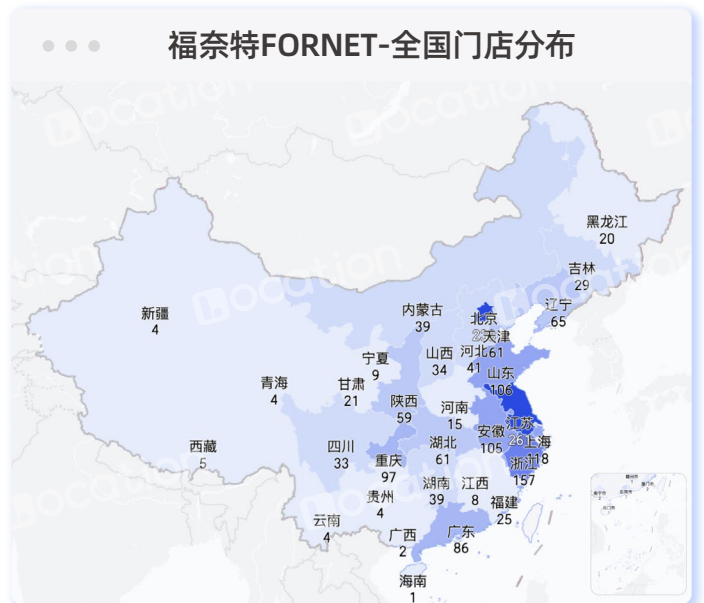 福奈特FORNET-全国门店分布
Location
黑龙江
20
吉林
29
辽宁
65
新疆
4
内蒙古
39
北京
天津
61
河北
41
山西
34
宁夏
9
山东
106
青海
4
甘肃
21
陕西
59
河南
15
江苏
安徽
105
上海
118
西藏
5
四川
33
湖北
61
重庆
97
浙江
157
湖南
39
江西
8
贵州
4
福建
25
云南
4
广西
2
广东
86
海南
1